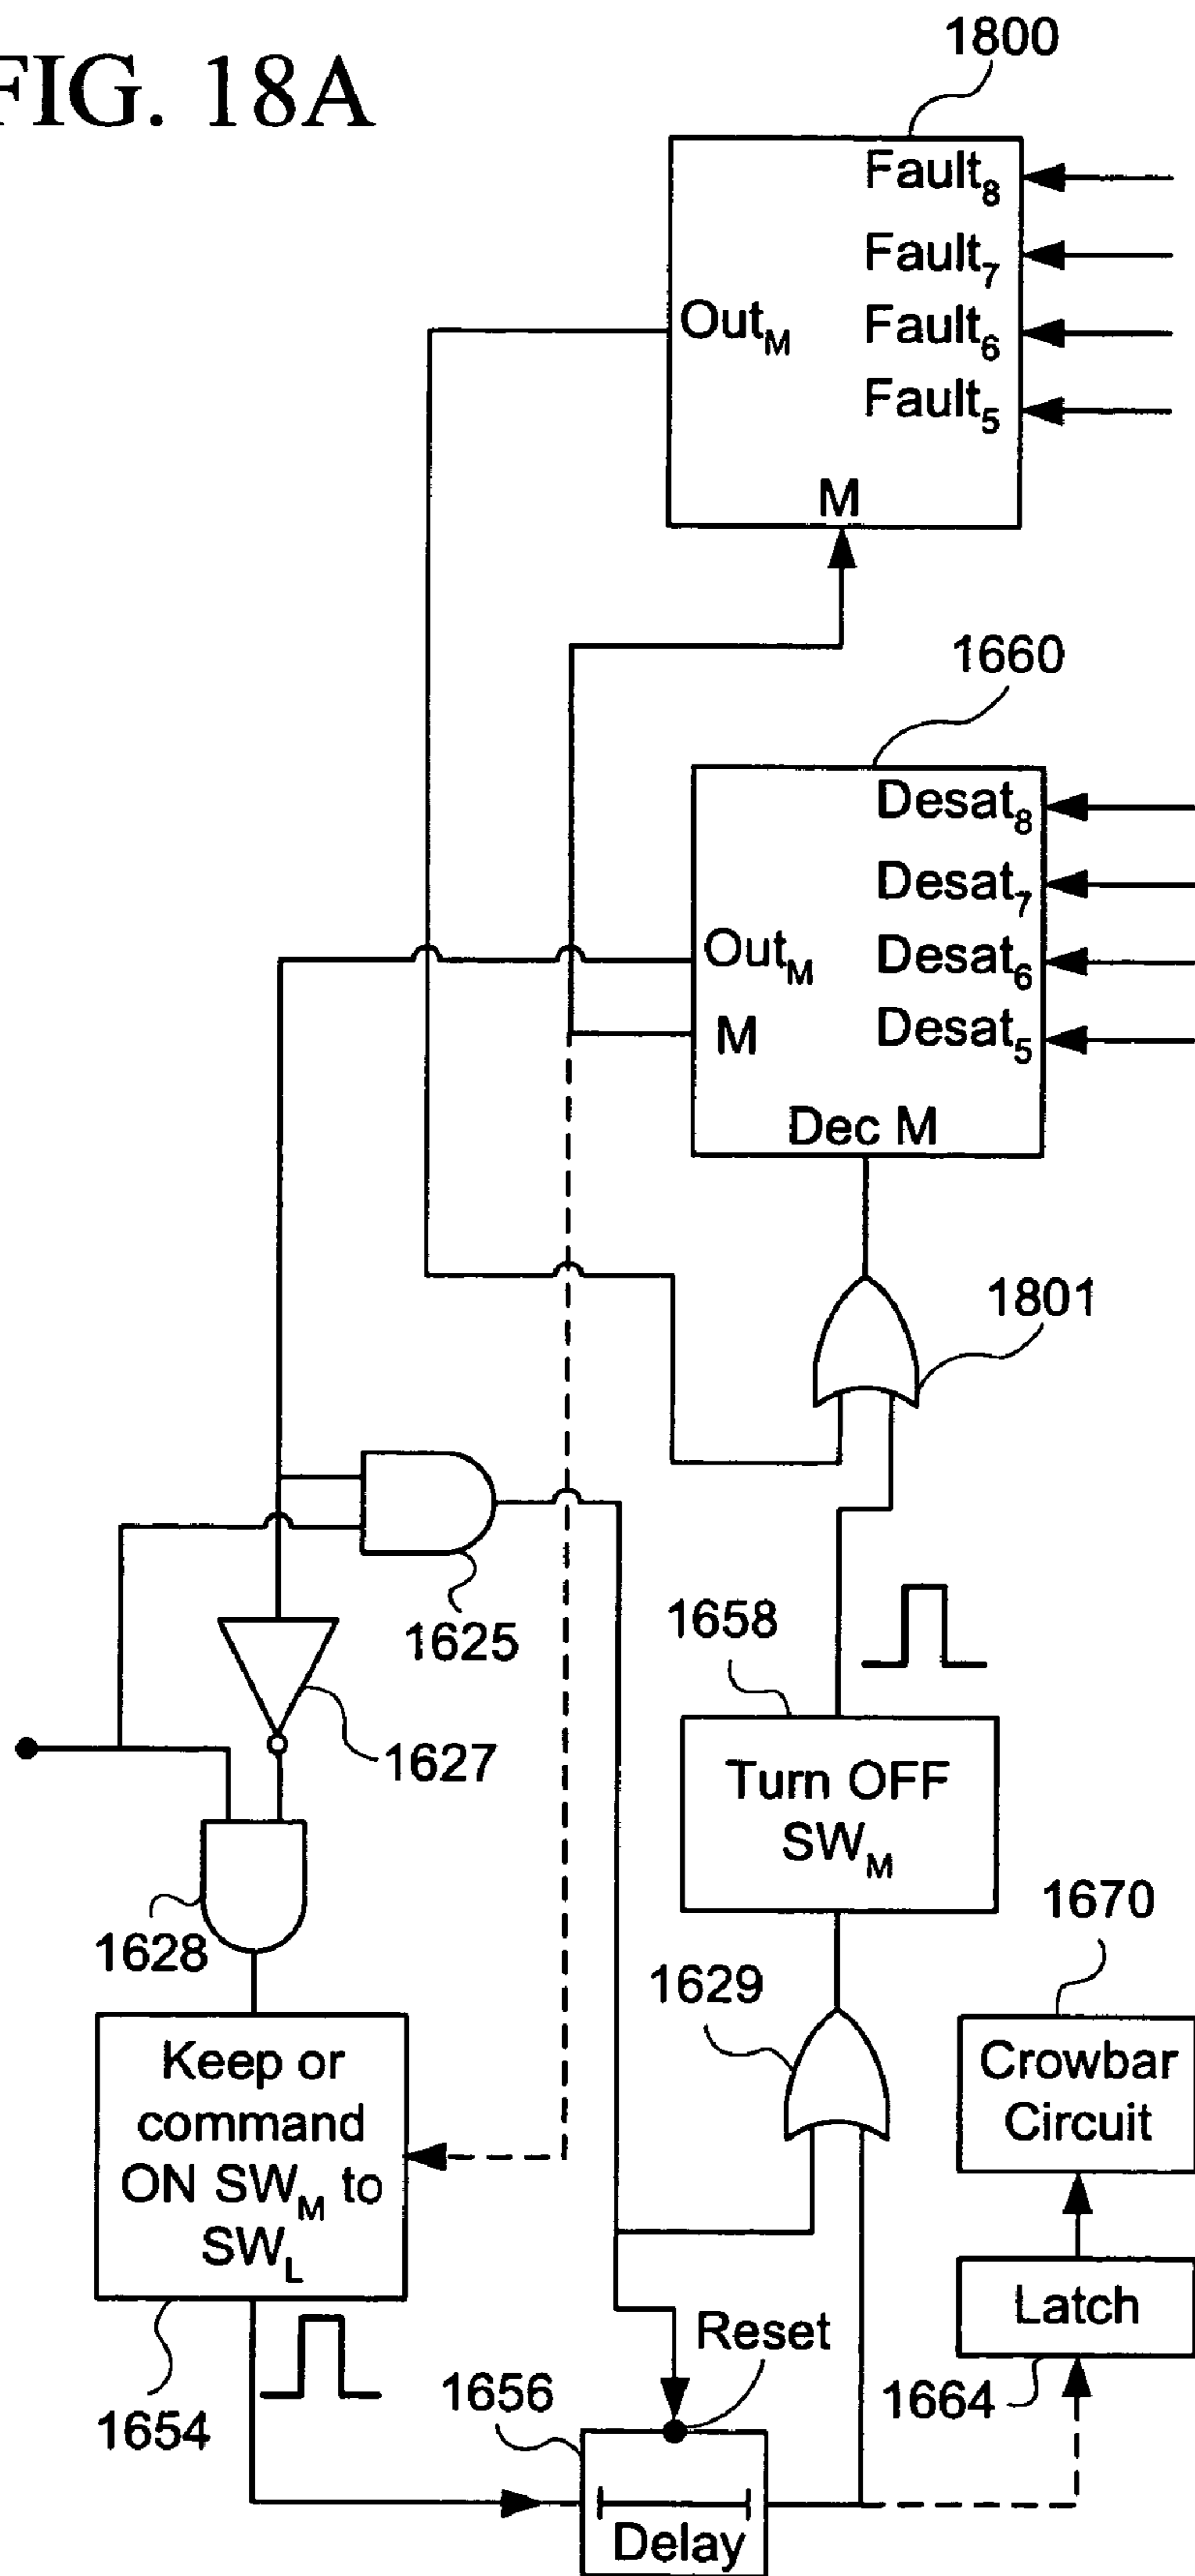 FIG. 18A
1800
Fault8
Fault7
OutM
Fault6
Fault5
M
1660
Desat8
Desat7
OutM
Desat6
M
Desat5
Dec M
1801
1625
1658
1627
Turn OFF
SWM
1628
1670
1629
Keep or
command
ON SWM to
SWL
Crowbar
Circuit
Latch
Reset
1656
1664
1654
Delay